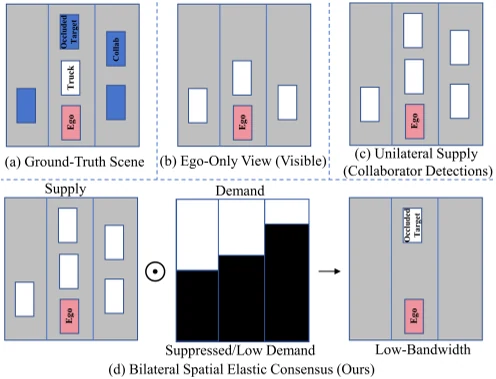 Occluded
Target
Collab
Truck
Ego
(a) Ground-Truth Scene
Ego
(b) Ego-Only View (Visible)
Ego
(c) Unilateral Supply
(Collaborator Detections)
Supply
Ego
Demand
Suppressed/Low Demand
Occluded
Target
Ego
Low-Bandwidth
(d) Bilateral Spatial Elastic Consensus (Ours)